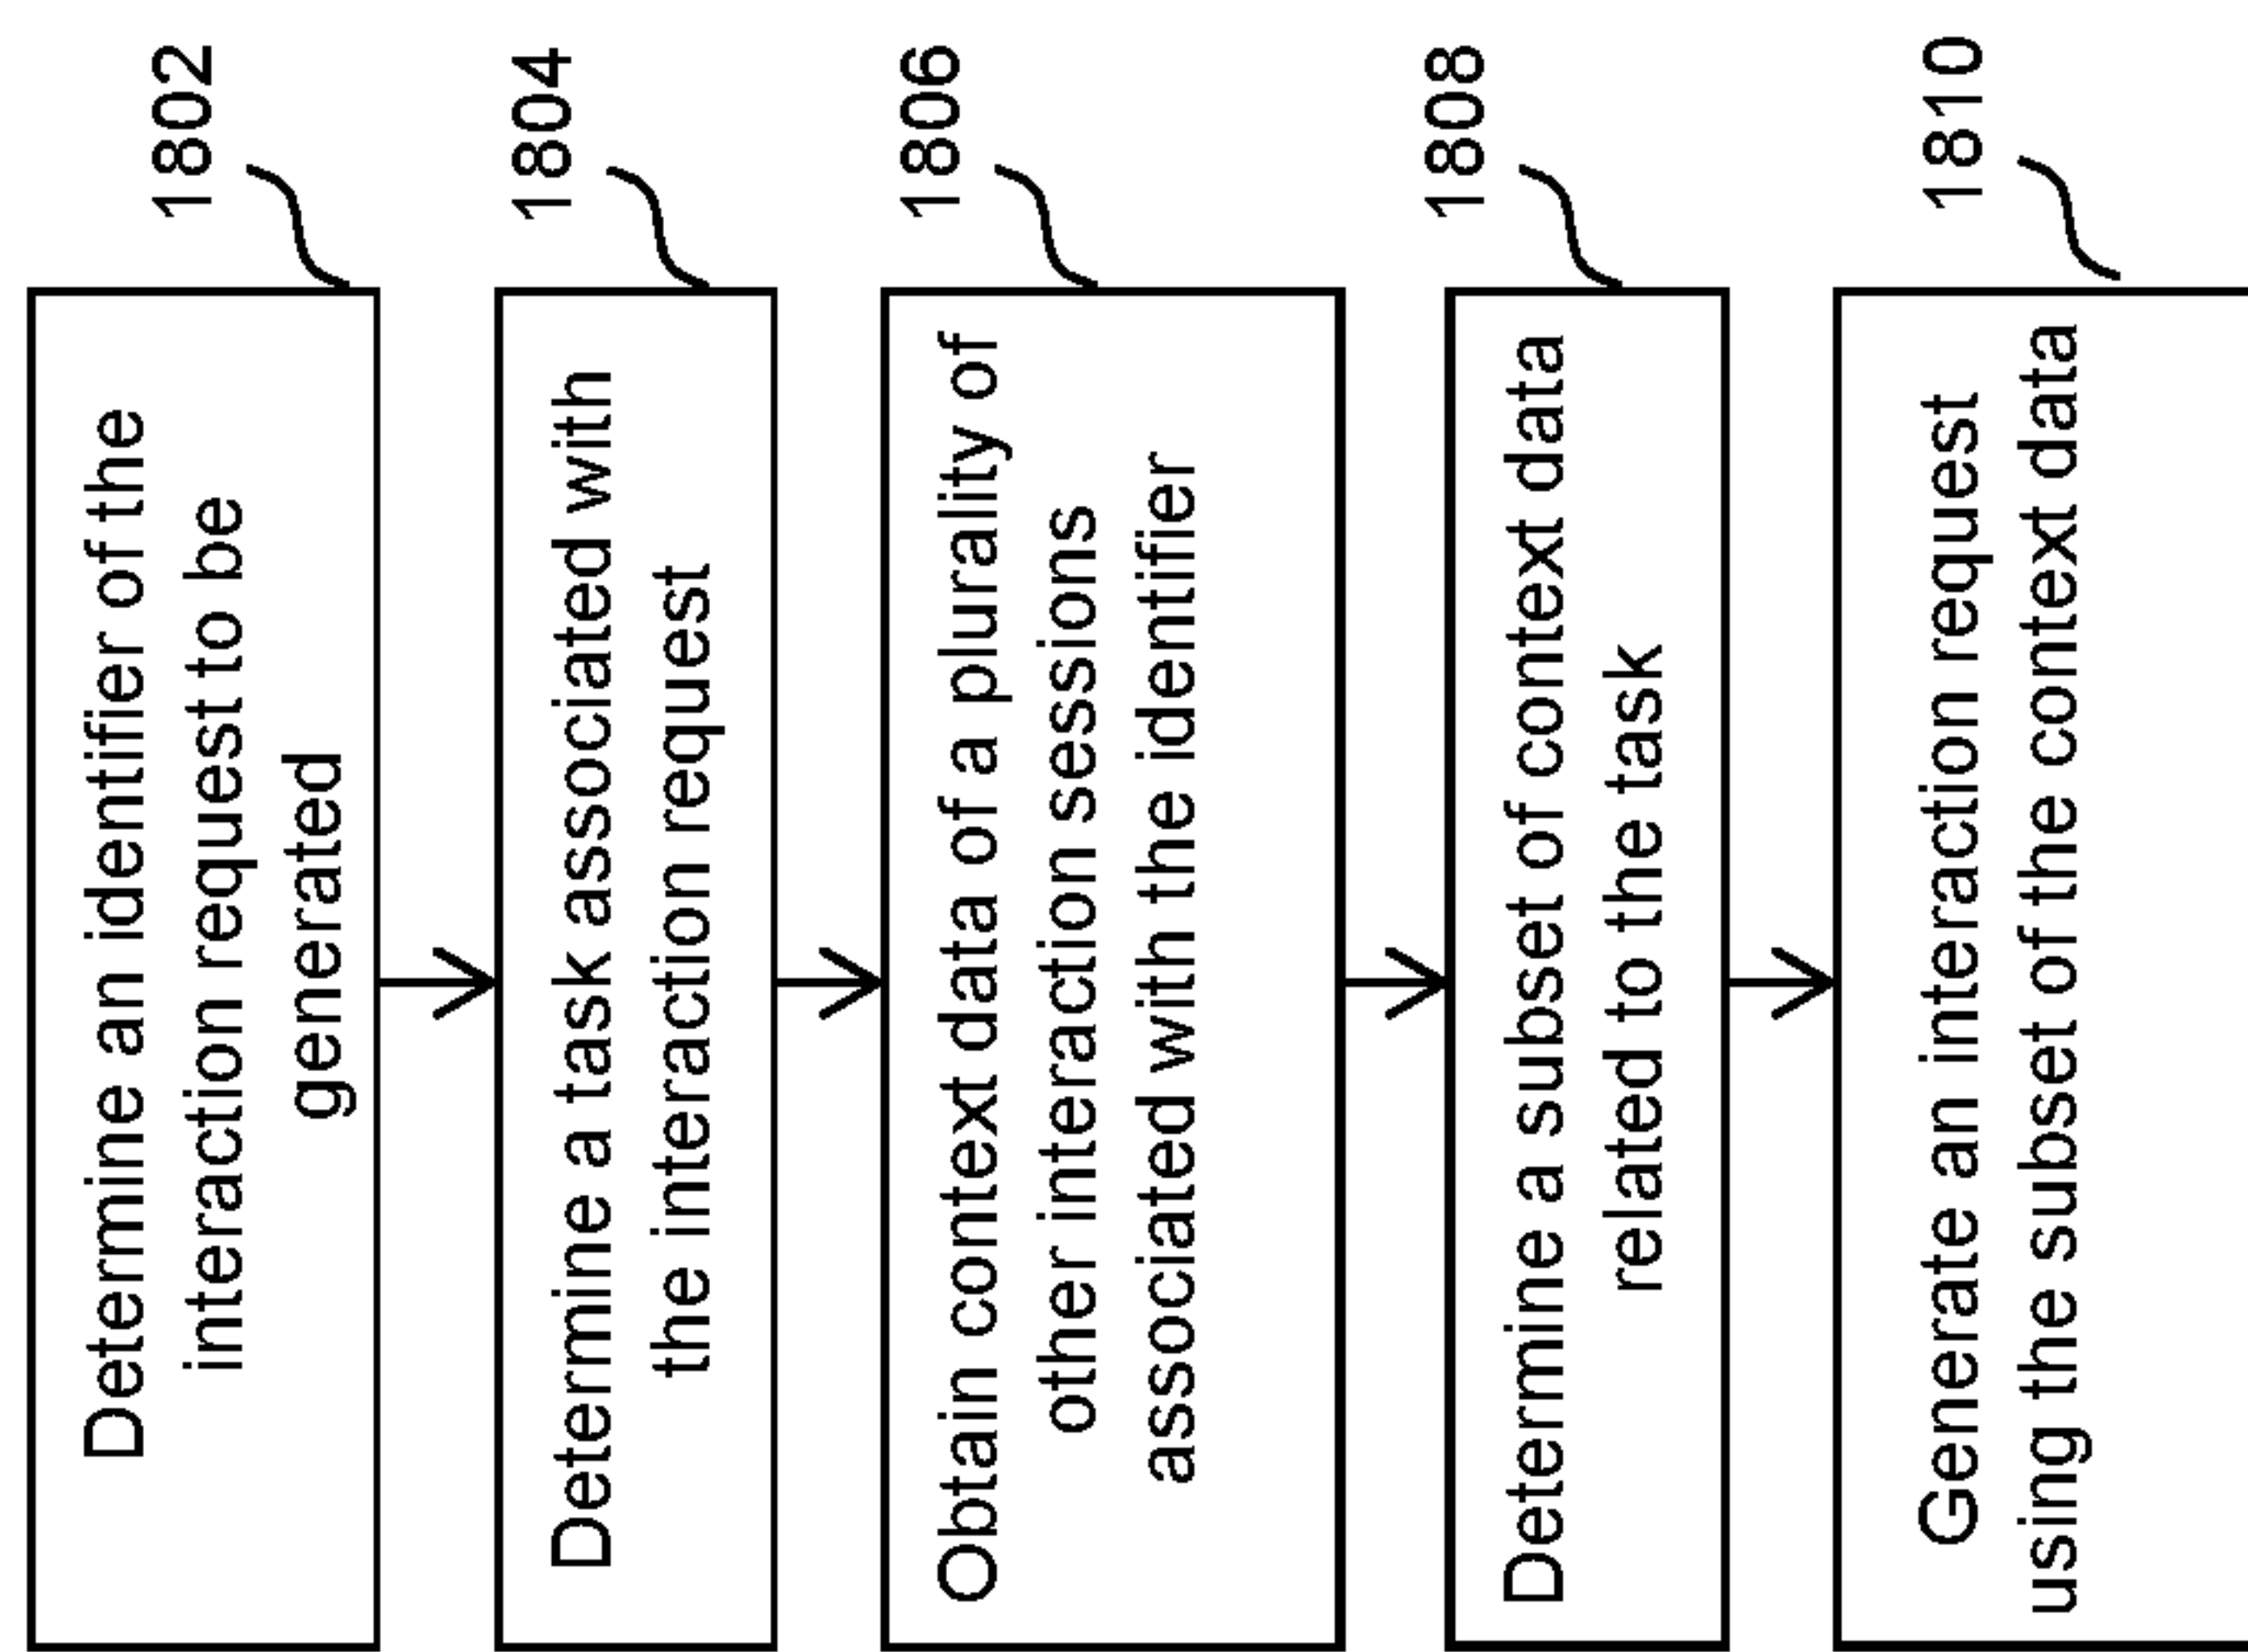 1802
Determine an identifier of the
interaction request to be
generated
1804
Determine a task associated with
the interaction request
1806
Obtain context data of a plurality of
other interaction sessions
associated with the identifier
1808
Determine a subset of context data
related to the task
1810
Generate an interaction request
using the subset of the context data